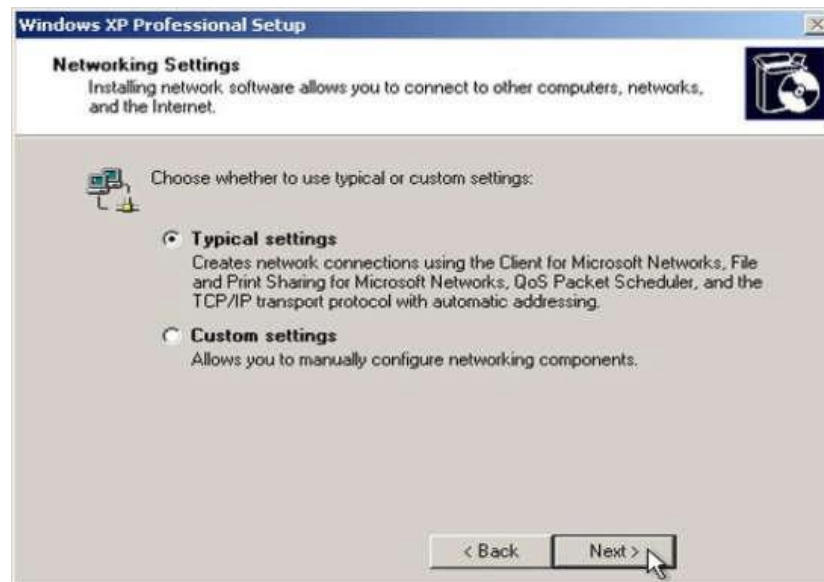 Windows XP Professional Setup
Networking Settings
Installing network software allows you to connect to other computers, networks,
and the Internet.
Choose whether to use typical or custom settings:
Typical settings
Creates network connections using the Client for Microsoft Networks, File
and Print Sharing for Microsoft Networks, QoS Packet Scheduler, and the
TCP/IP transport protocol with automatic addressing.
Custom settings
Allows you to manually configure networking components.
< Back Next >